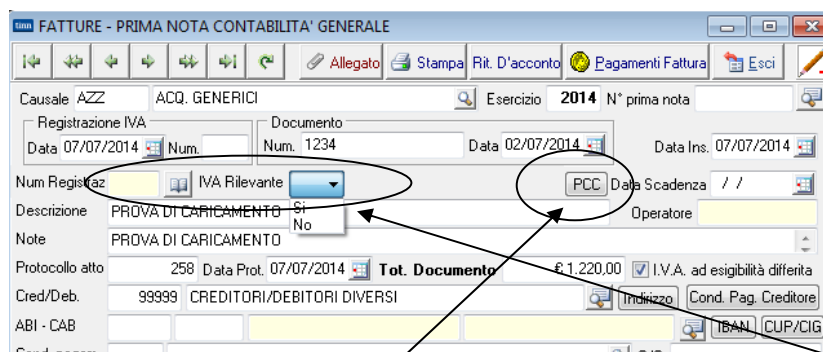 tinn FATTURE - PRIMA NOTA CONTABILITA' GENERALE
Allegato Stampa Rit. D'acconto Pagamenti Fattura Esci
Causale AZZ ACQ. GENERICI Esercizio 2014 N° prima nota
Registrazione IVA Documento
Data 07/07/2014 Num. Num. 1234 Data 02/07/2014 Data Ins. 07/07/2014
Num Registraz IVA Rilevante PCC Data Scadenza / /
Descrizione PROVA DI CARICAMENTO Si Operatore
No
Note PROVA DI CARICAMENTO
Protocollo atto 258 Data Prot. 07/07/2014 Tot. Documento € 1.220,00 I.V.A. ad esigibilità differita
Cred/Deb. 99999 CREDITORI/DEBITORI DIVERSI Indirizzo Cond. Pag. Creditore
ABI - CAB IBAN CUP/CIG